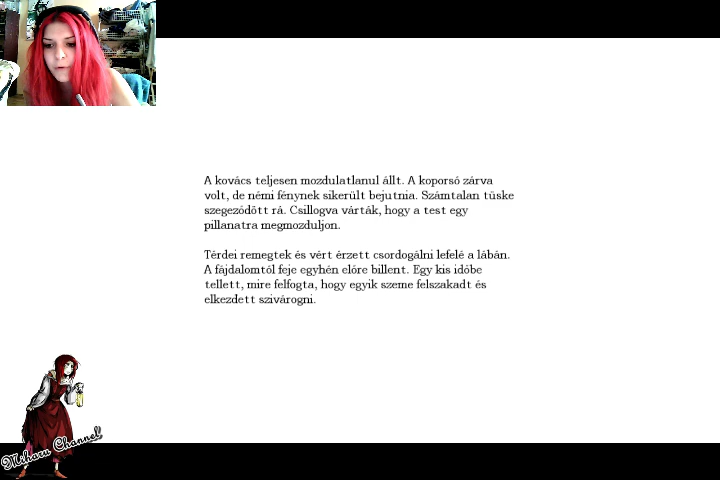 A kovács teljesen mozdulatlanul állt. A koporsó zárva
volt, de némi fénynek sikerült bejutnia. Számtalan tüske
szegeződött rá. Csillogva várták, hogy a test egy
pillanatra megmozduljon.
Térdei remegtek és vért érzett csordogálni lefelé a lábán.
A fájdalomtól feje egyhén előre billent. Egy kis időbe
tellett, mire felfogta, hogy egyik szeme felszakadt és
elkezdett szivárogni.
Miharu Channel